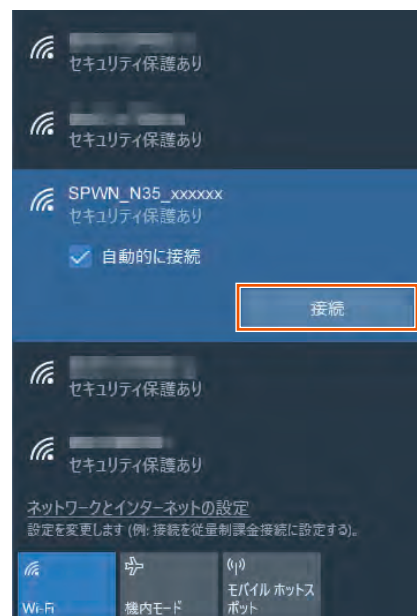 セキュリティ保護あり
セキュリティ保護あり
SPWN_N35_xxxxxx
セキュリティ保護あり
自動的に接続
接続
セキュリティ保護あり
セキュリティ保護あり
ネットワークとインターネットの設定
設定を変更します (例: 接続を従量制課金接続に設定する)。
Wi-Fi
機内モード
モバイル ホットス
ポット